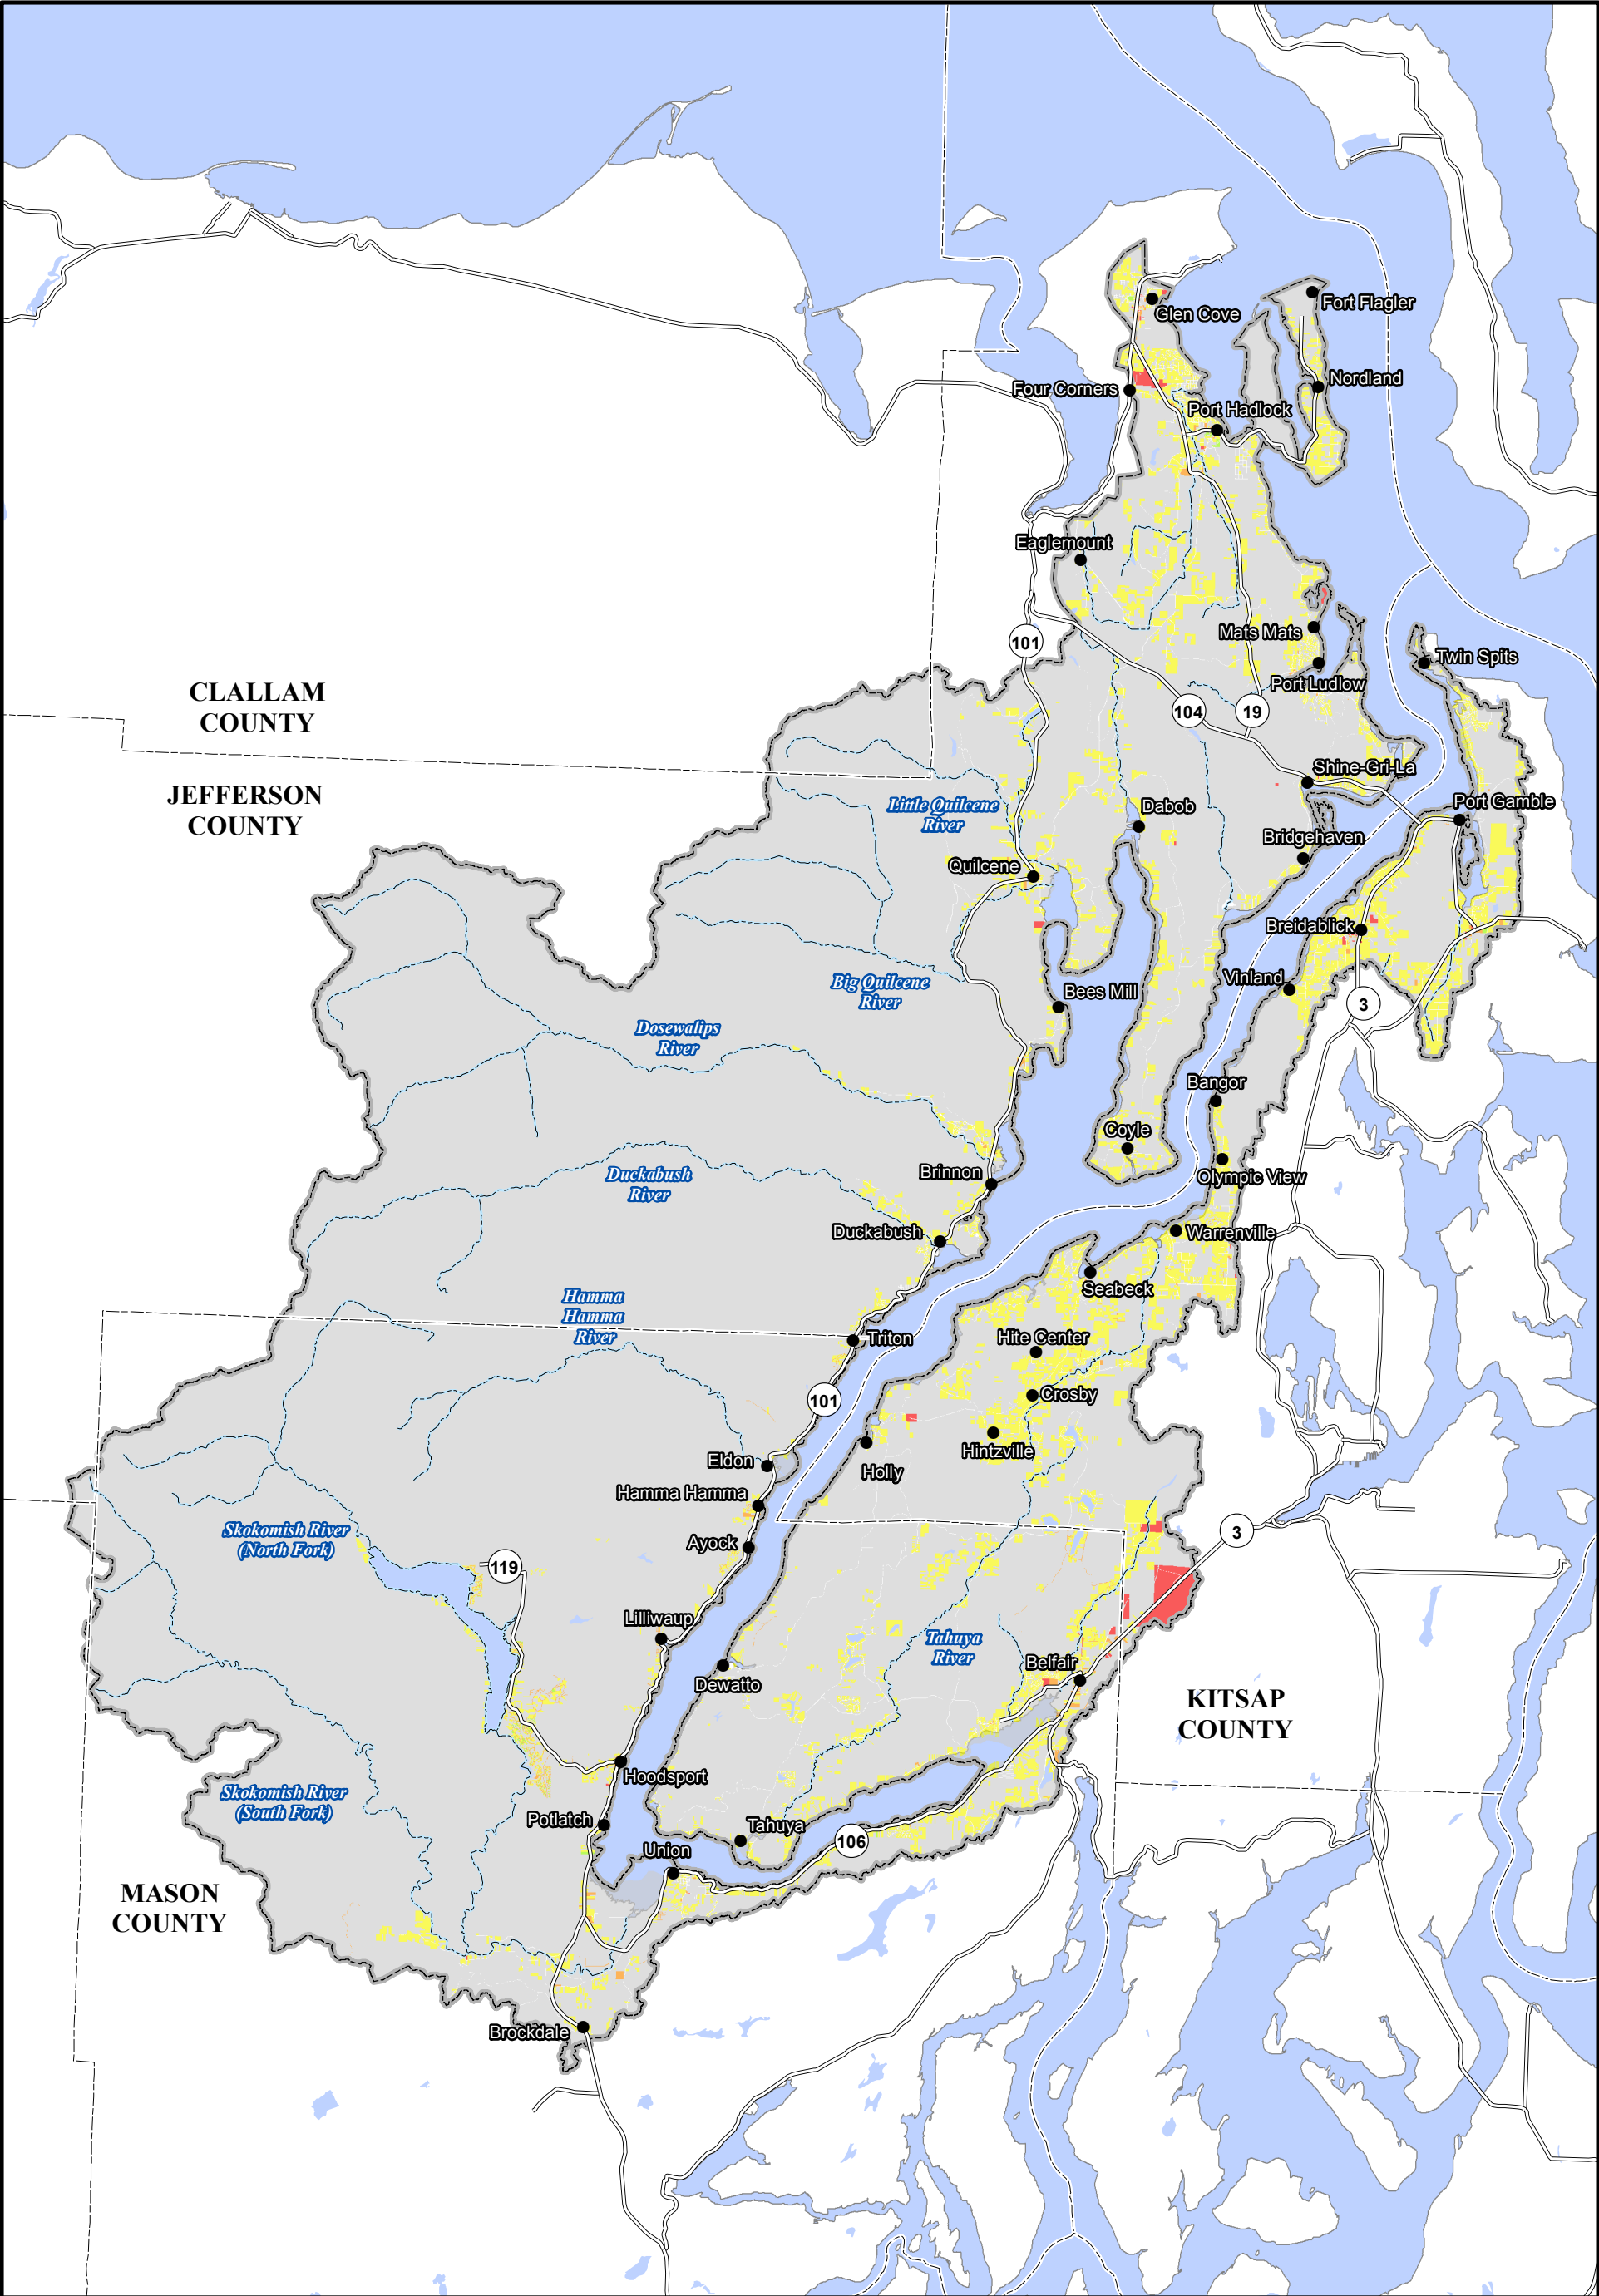 Glen Cove
Fort Flagler
Four Corners
Nordland
Port Hadlock
Eaglemount
101
Mats Mats
Twin Spits
Port Ludlow
CLALLAM
COUNTY
104
19
JEFFERSON
COUNTY
Shine-Gri-La
Little Quilcene
River
Dabob
Port Gamble
Bridgehaven
Quilcene
Breidablick
Big Quilcene
River
Vinland
Bees Mill
3
Dosewalips
River
Bangor
Coyle
Duckabush
River
Brinnon
Olympic View
Duckabush
Warrenville
Seabeck
Hamma
Hamma
River
Triton
Hite Center
101
Crosby
Hintzville
Eldon
Holly
Hamma Hamma
Skokomish River
(North Fork)
Ayock
3
119
Lilliwaup
Tahuya
River
Belfair
Dewatto
KITSAP
COUNTY
Hoodsport
Skokomish River
(South Fork)
Potlatch
Tahuya
106
Union
MASON
COUNTY
Brockdale